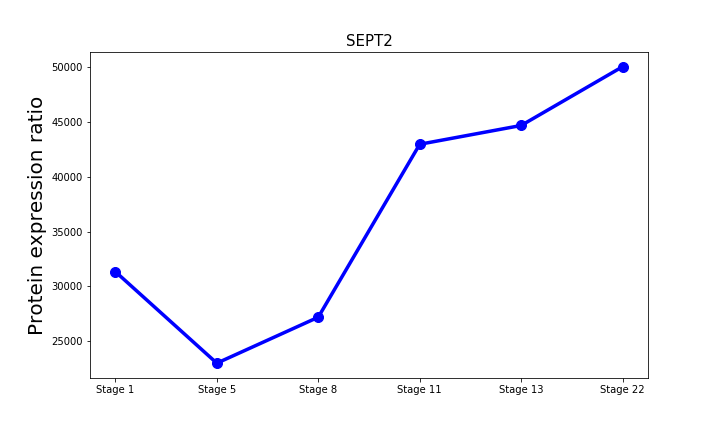 SEPT2
Protein expression ratio
50000
45000
40000
35000
30000
25000
Stage 1 Stage 5 Stage 8 Stage 11 Stage 13 Stage 22